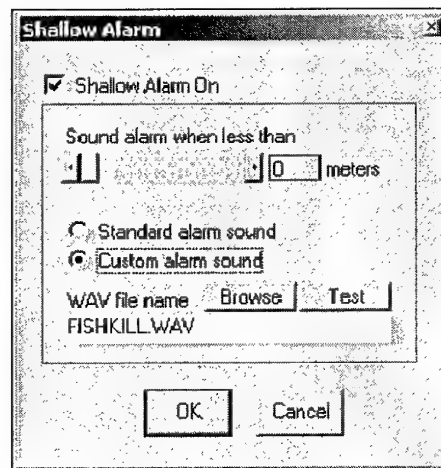 Shallow Alarm
Shallow Alarm On
Sound alarm when less than
0 meters
Standard alarm sound
Custom alarm sound
WAV file name Browse Test
FISHKILL.WAV
OK Cancel